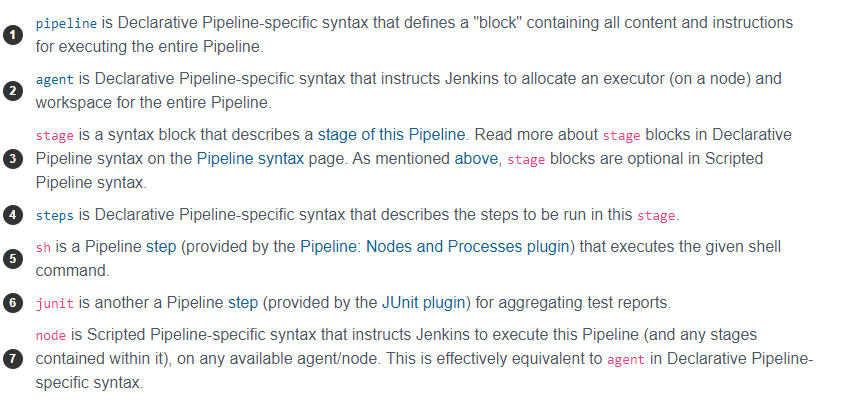 1 pipeline is Declarative Pipeline-specific syntax that defines a "block" containing all content and instructions
for executing the entire Pipeline.
2 agent is Declarative Pipeline-specific syntax that instructs Jenkins to allocate an executor (on a node) and
workspace for the entire Pipeline.
stage is a syntax block that describes a stage of this Pipeline. Read more about stage blocks in Declarative
3 Pipeline syntax on the Pipeline syntax page. As mentioned above, stage blocks are optional in Scripted
Pipeline syntax.
4 steps is Declarative Pipeline-specific syntax that describes the steps to be run in this stage.
5 sh is a Pipeline step (provided by the Pipeline: Nodes and Processes plugin) that executes the given shell
command.
6 junit is another a Pipeline step (provided by the JUnit plugin) for aggregating test reports.
node is Scripted Pipeline-specific syntax that instructs Jenkins to execute this Pipeline (and any stages
7 contained within it), on any available agent/node. This is effectively equivalent to agent in Declarative Pipeline-
specific syntax.